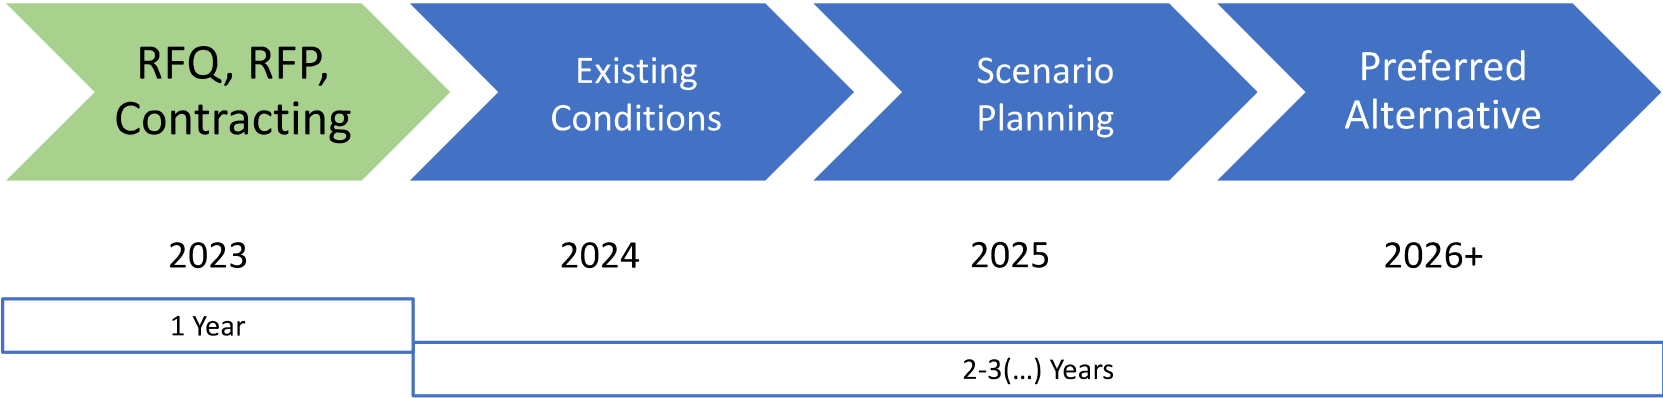 RFQ, RFP,
Contracting
Existing
Conditions
Scenario
Planning
Preferred
Alternative
2023
2024
2025
2026+
1 Year
2-3(...) Years